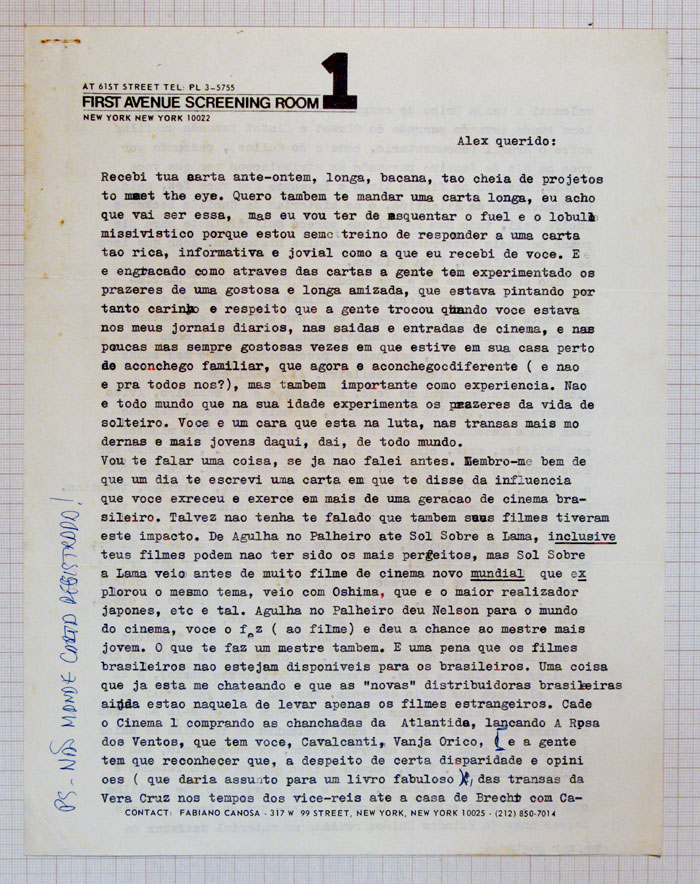 1
AT 61ST STREET TEL: PL 3-5755
FIRST AVENUE SCREENING ROOM
NEW YORK NEW YORK 10022
Alex querido:
Recebi tua carta ante-ontem, longa, bacana, tao cheia de projetos
to meet the eye. Quero tambem te mandar uma carta longa, eu acho
que vai ser essa, mas eu vou ter de esquentar o fuel e o lobulo
missivistico porque estou semc treino de responder a uma carta
tao rica, informativa e jovial como a que eu recebi de voce. E
e engracado como atraves das cartas a gente tem experimentado os
prazeres de uma gostosa e longa amizada, que estava pintando por
tanto carinho e respeito que a gente trocou quando voce estava
nos meus jornais diarios, nas saidas e entradas de cinema, e nas
poucas mas sempre gostosas vezes em que estive em sua casa perto
de aconchego familiar, que agora e aconchegocdiferente ( e nao
e pra todos nos?), mas tambem importante como experiencia. Nao
e todo mundo que na sua idade experimenta os prazeres da vida de
solteiro. Voce e um cara que esta na luta, nas transas mais mo
dernas e mais jovens daqui, dai, de todo mundo.
Vou te falar uma coisa, se ja nao falei antes. Lembro-me bem de
que um dia te escrevi uma carta em que te disse da influencia
que voce exreceu e exerce em mais de uma geracao de cinema bra-
sileiro. Talvez nao tenha te falado que tambem seus filmes tiveram
este impacto. De Agulha no Palheiro ate Sol Sobre a Lama, inclusive
teus filmes podem nao ter sido os mais perfeitos, mas Sol Sobre
a Lama veio antes de muito filme de cinema novo mundial que ex
plorou o mesmo tema, veio com Oshima, que e o maior realizador
japones, etc e tal. Agulha no Palheiro deu Nelson para o mundo
do cinema, voce o fez ( ao filme) e deu a chance ao mestre mais
jovem. O que te faz um mestre tambem. E uma pena que os filmes
brasileiros nao estejam disponiveis para os brasileiros. Uma coisa
que ja esta me chateando e que as "novas" distribuidoras brasileiras
ainda estao naquela de levar apenas os filmes estrangeiros. Cade
o Cinema 1 comprando as chanchadas da Atlantida, lancando A Rosa
dos Ventos, que tem voce, Cavalcanti, Vanja Orico, ( e a gente
tem que reconhecer que, a despeito de certa disparidade e opini
oes ( que daria assunto para um livro fabuloso ), das transas da
Vera Cruz nos tempos dos vice-reis ate a casa de Brecht com Ca-
CONTACT: FABIANO CANOSA - 317 W 99 STREET, NEW YORK, NEW YORK 10025 - (212) 850-7014
PS - NÃO MANDE CARTA REGISTRADA!